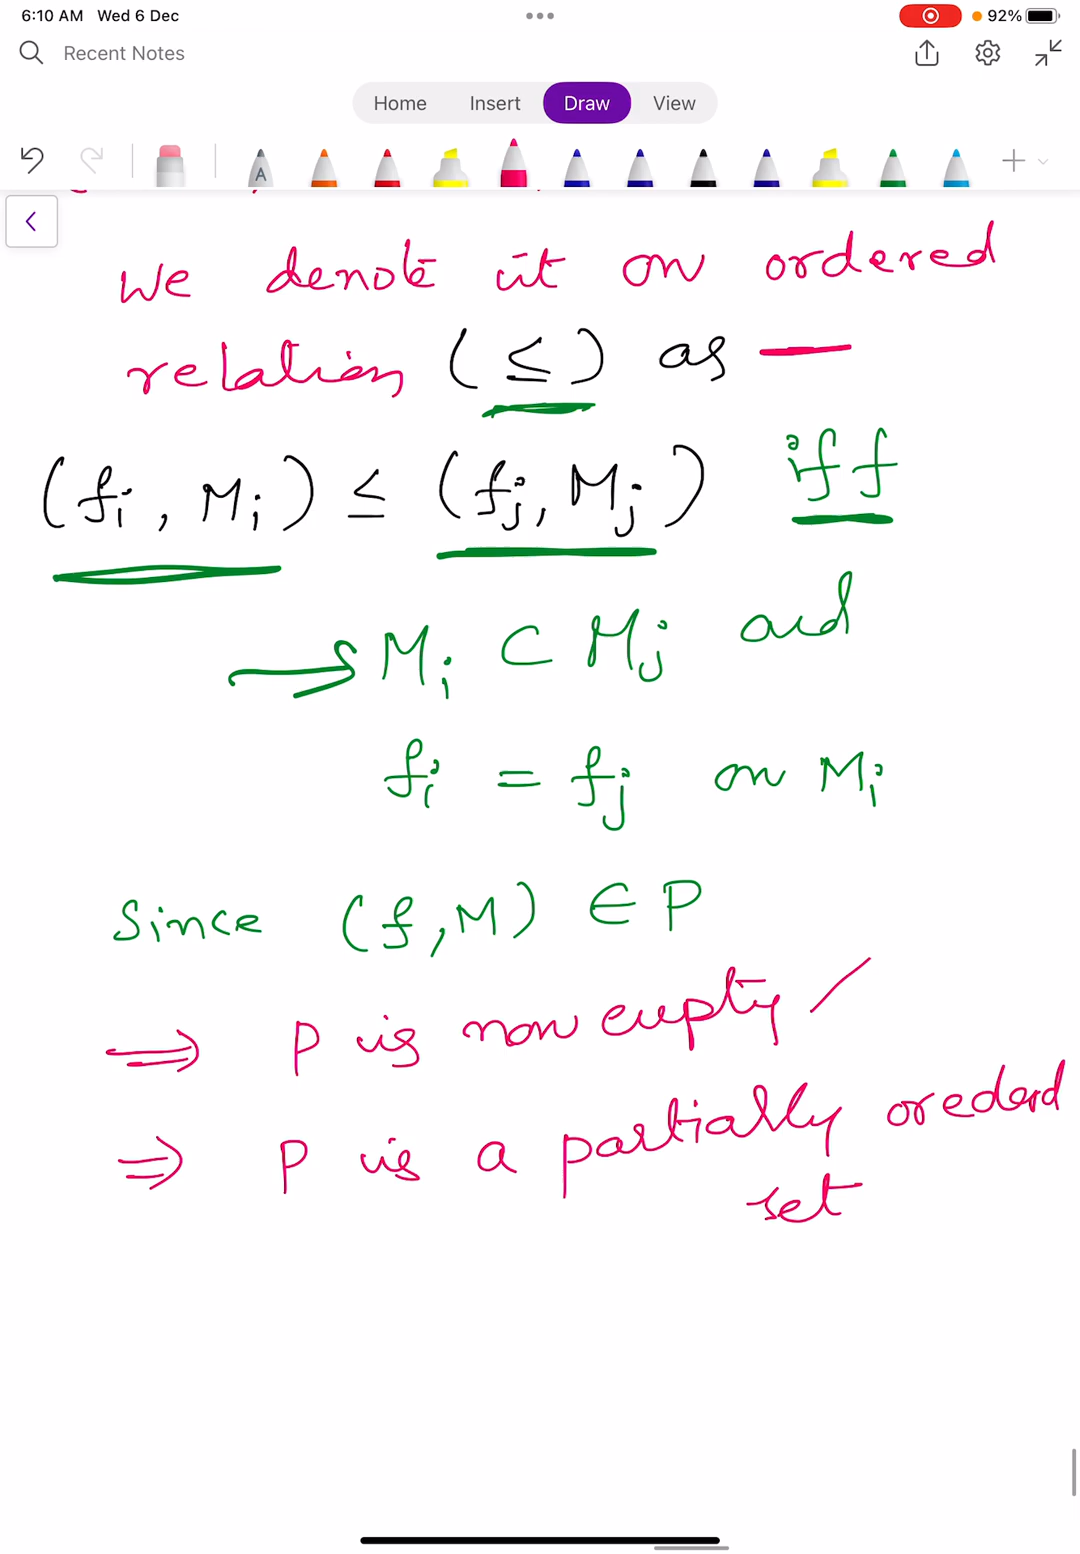 6:10 AM Wed 6 Dec
92%
Recent Notes
Home Insert Draw View
A
We denote it on ordered
relation (≤) as —
(fi, Mi) ≤ (fj, Mj) iff
→ Mi ⊂ Mj and
fi = fj on Mi
Since (f, M) ∈ P
⇒ P is non empty
⇒ P is a partially orederd
set